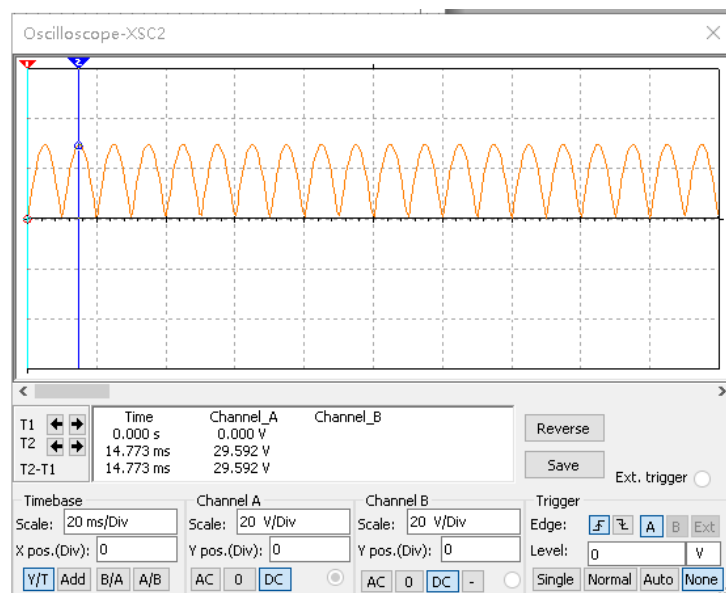 Oscilloscope-XSC2
1 2
Time Channel_A Channel_B
T1 0.000 s 0.000 V
T2 14.773 ms 29.592 V
T2-T1 14.773 ms 29.592 V
Reverse
Save
Ext. trigger
Timebase
Scale: 20 ms/Div
X pos.(Div): 0
Y/T Add B/A A/B
Channel A
Scale: 20 V/Div
Y pos.(Div): 0
AC 0 DC
Channel B
Scale: 20 V/Div
Y pos.(Div): 0
AC 0 DC -
Trigger
Edge: A B Ext
Level: 0 V
Single Normal Auto None